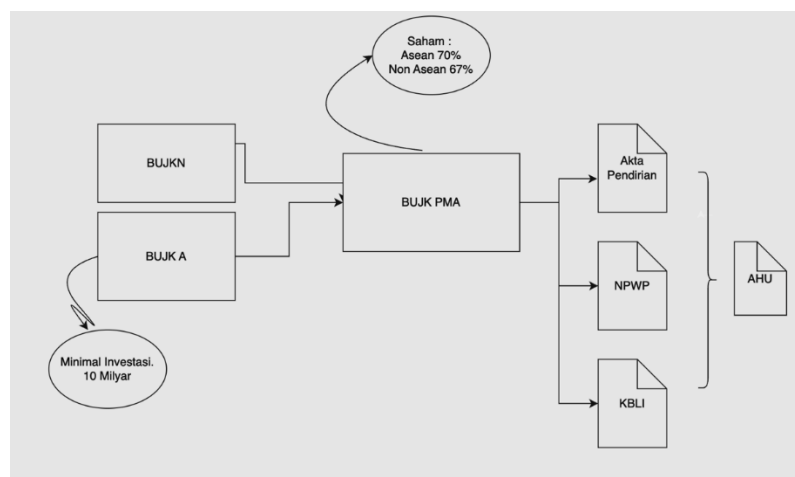 Saham :
Asean 70%
Non Asean 67%
BUJKN
BUJK PMA
BUJK A
Minimal Investasi.
10 Milyar
Akta
Pendirian
NPWP
KBLI
AHU